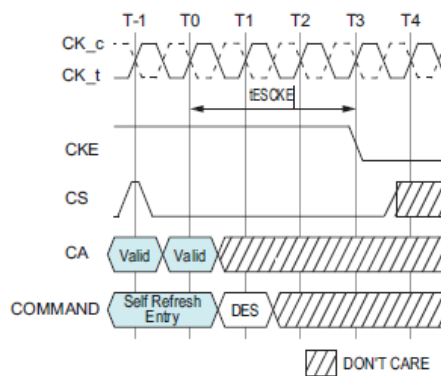 T-1 T0 T1 T2 T3 T4
CK_c
CK_t
tESCKE
CKE
CS
CA Valid Valid
COMMAND Self Refresh Entry DES
DON'T CARE